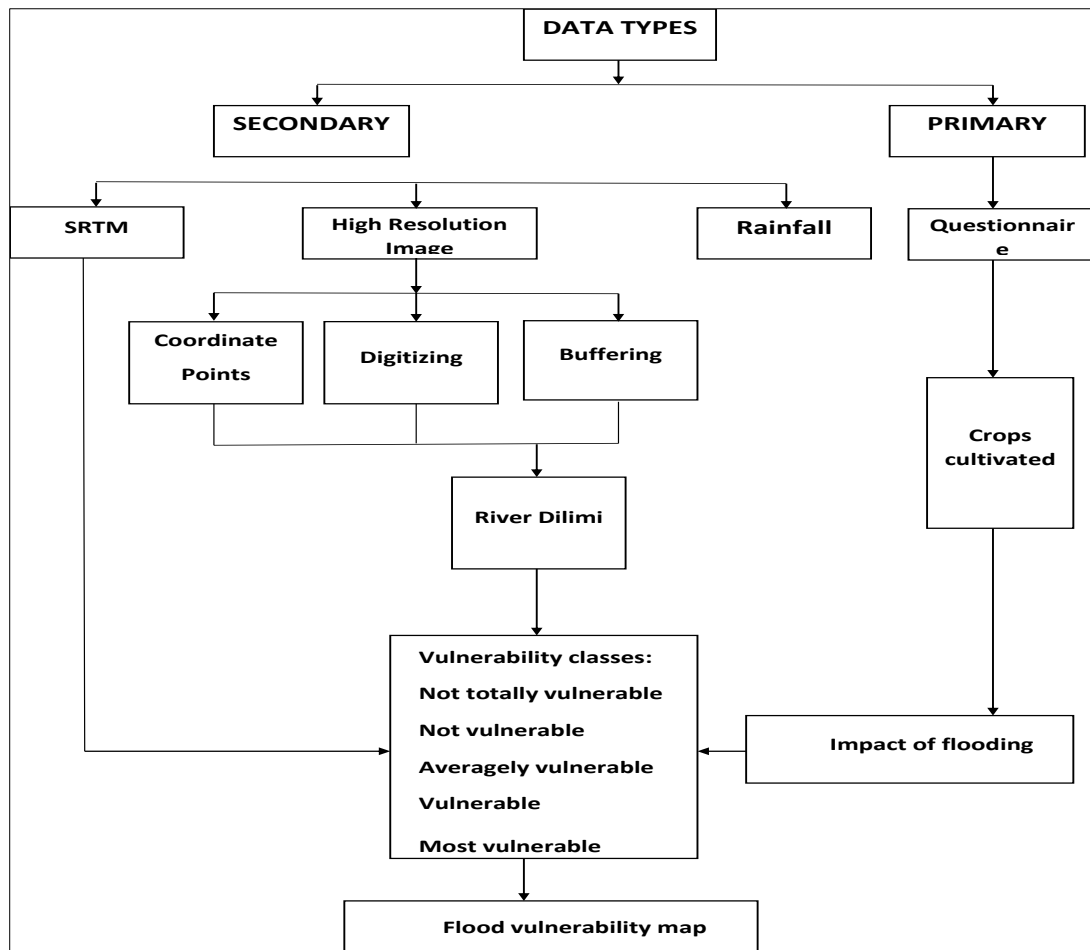 DATA TYPES
SECONDARY
PRIMARY
SRTM
High Resolution
Image
Rainfall
Questionnair
e
Coordinate
Points
Digitizing
Buffering
Crops
cultivated
River Dilimi
Vulnerability classes:
Not totally vulnerable
Not vulnerable
Averagely vulnerable
Vulnerable
Most vulnerable
Impact of flooding
Flood vulnerability map